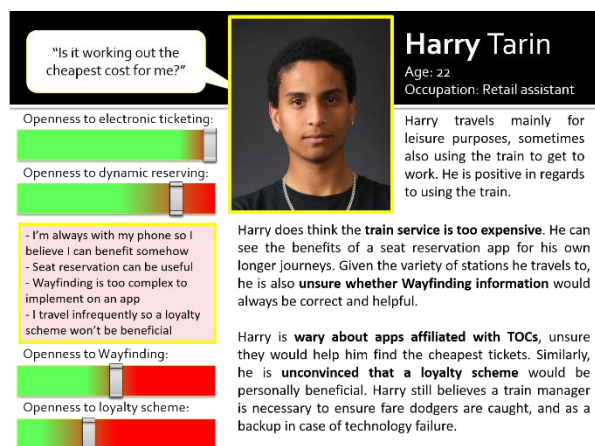 “Is it working out the
cheapest cost for me?”
Harry Tarin
Age: 22
Occupation: Retail assistant
Openness to electronic ticketing:
Openness to dynamic reserving:
- I’m always with my phone so I
believe I can benefit somehow
- Seat reservation can be useful
- Wayfinding is too complex to
implement on an app
- I travel infrequently so a loyalty
scheme won’t be beneficial
Openness to Wayfinding:
Openness to loyalty scheme:
Harry travels mainly for
leisure purposes, sometimes
also using the train to get to
work. He is positive in regards
to using the train.
Harry does think the train service is too expensive. He can
see the benefits of a seat reservation app for his own
longer journeys. Given the variety of stations he travels to,
he is also unsure whether Wayfinding information would
always be correct and helpful.
Harry is wary about apps affiliated with TOCs, unsure
they would help him find the cheapest tickets. Similarly,
he is unconvinced that a loyalty scheme would be
personally beneficial. Harry still believes a train manager
is necessary to ensure fare dodgers are caught, and as a
backup in case of technology failure.